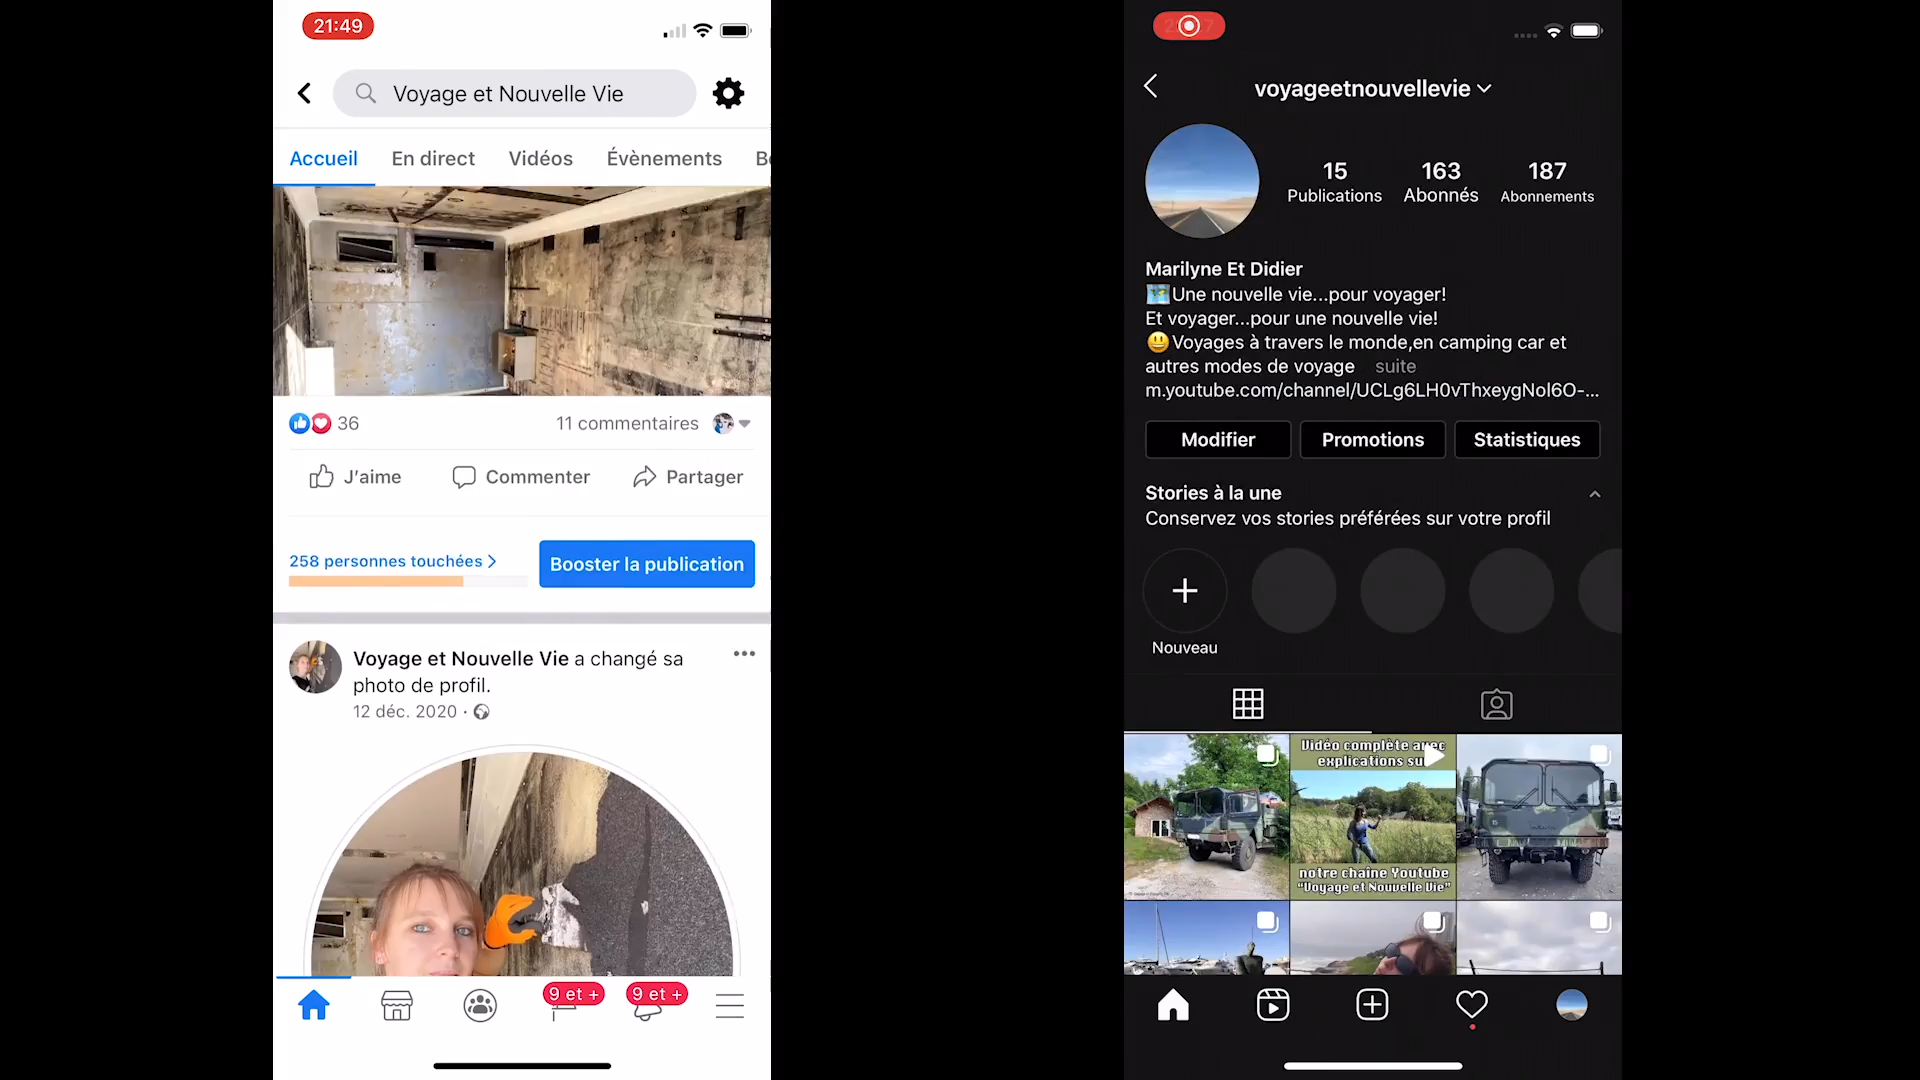 21:49
Voyage et Nouvelle Vie
Accueil
En direct
Vidéos
Évènements
36
11 commentaires
J'aime
Commenter
Partager
258 personnes touchées
Booster la publication
Voyage et Nouvelle Vie a changé sa
photo de profil.
12 déc. 2020
9 et +
9 et +
voyageetnouvellevie
15
163
187
Publications
Abonnés
Abonnements
Marilyne Et Didier
Une nouvelle vie...pour voyager!
Et voyager...pour une nouvelle vie!
Voyages à travers le monde,en camping car et
autres modes de voyage suite
m.youtube.com/channel/UCLg6LH0vThxeygNol6O-...
Modifier
Promotions
Statistiques
Stories à la une
Conservez vos stories préférées sur votre profil
Nouveau
Vidéo complète avec
explications
notre chaine Youtube
"Voyage et Nouvelle Vie"